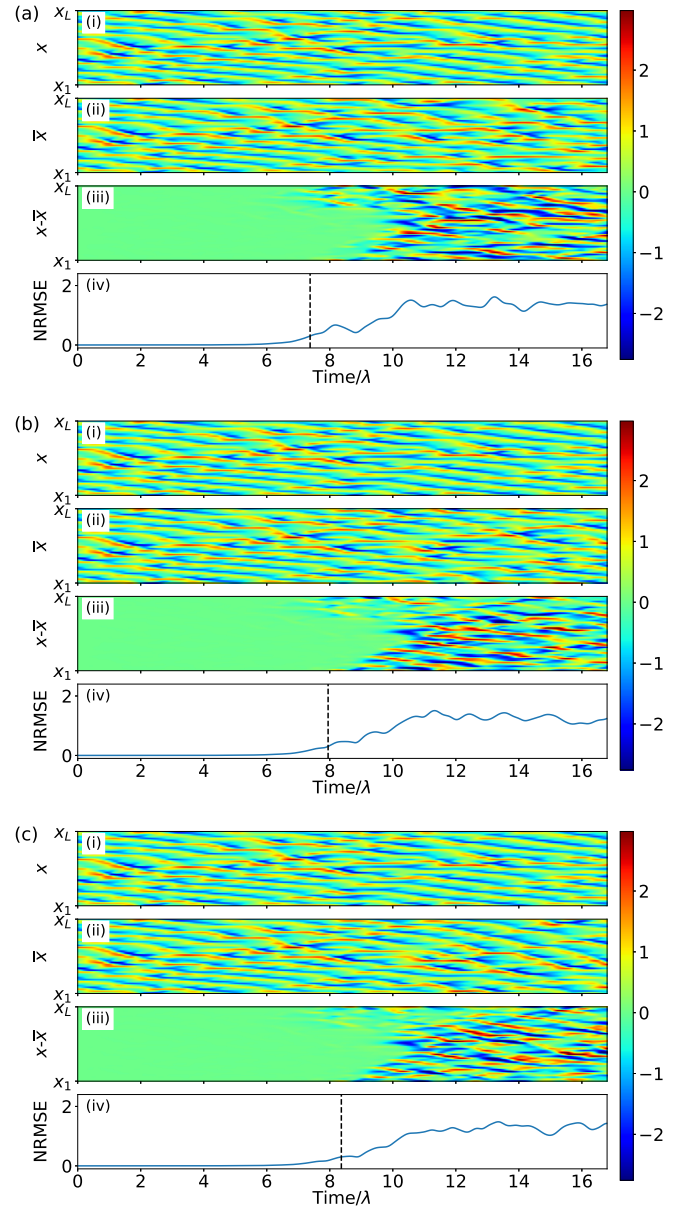 (a)
x_L
(i)
x
x_1
x_L
(ii)
x̅
x_1
x_L
(iii)
x-x̅
x_1
2
(iv)
NRMSE
0
0 2 4 6 8 10 12 14 16
Time/λ
2
1
0
−1
−2
(b)
x_L
(i)
x
x_1
x_L
(ii)
x̅
x_1
x_L
(iii)
x-x̅
x_1
2
(iv)
NRMSE
0
0 2 4 6 8 10 12 14 16
Time/λ
2
1
0
−1
−2
(c)
x_L
(i)
x
x_1
x_L
(ii)
x̅
x_1
x_L
(iii)
x-x̅
x_1
2
(iv)
NRMSE
0
0 2 4 6 8 10 12 14 16
Time/λ
2
1
0
−1
−2